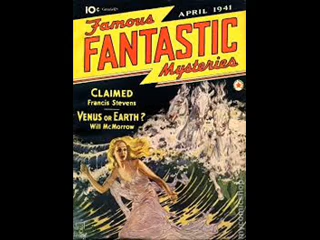 10¢
APRIL 1941
Famous
FANTASTIC
Mysteries
CLAIMED
Francis Stevens
VENUS OR EARTH?
Will McMorrow